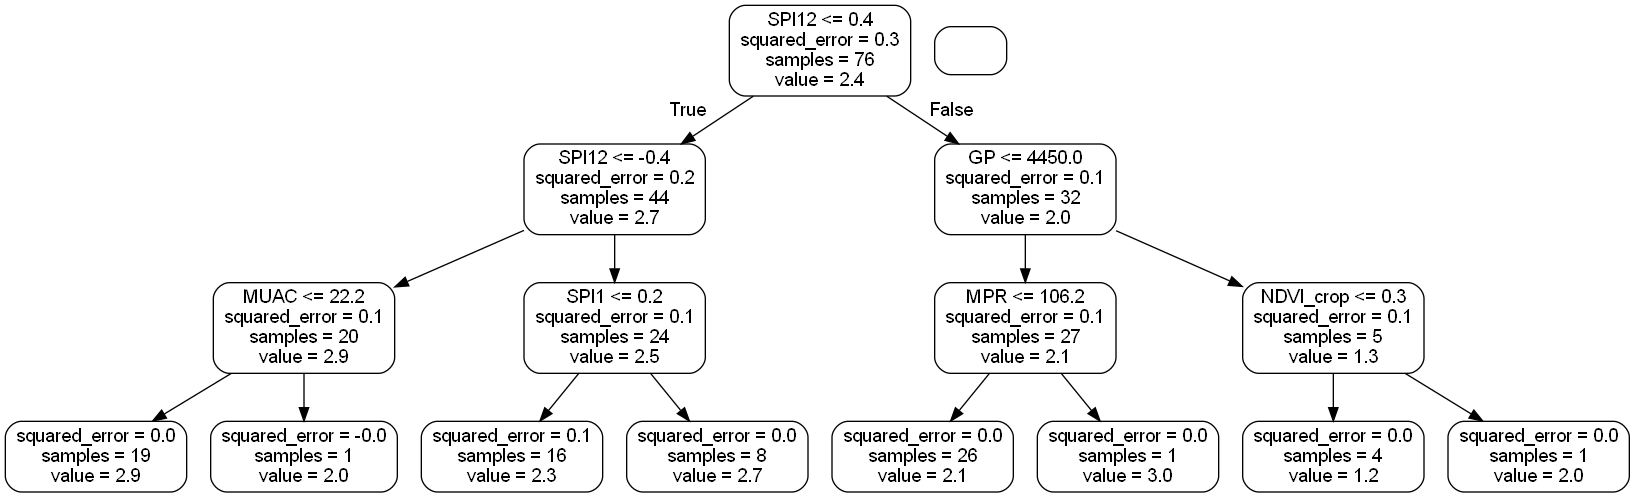 SPI12 <= 0.4
squared_error = 0.3
samples = 76
value = 2.4
True
False
SPI12 <= -0.4
squared_error = 0.2
samples = 44
value = 2.7
GP <= 4450.0
squared_error = 0.1
samples = 32
value = 2.0
MUAC <= 22.2
squared_error = 0.1
samples = 20
value = 2.9
SPI1 <= 0.2
squared_error = 0.1
samples = 24
value = 2.5
MPR <= 106.2
squared_error = 0.1
samples = 27
value = 2.1
NDVI_crop <= 0.3
squared_error = 0.1
samples = 5
value = 1.3
squared_error = 0.0
samples = 19
value = 2.9
squared_error = -0.0
samples = 1
value = 2.0
squared_error = 0.1
samples = 16
value = 2.3
squared_error = 0.0
samples = 8
value = 2.7
squared_error = 0.0
samples = 26
value = 2.1
squared_error = 0.0
samples = 1
value = 3.0
squared_error = 0.0
samples = 4
value = 1.2
squared_error = 0.0
samples = 1
value = 2.0